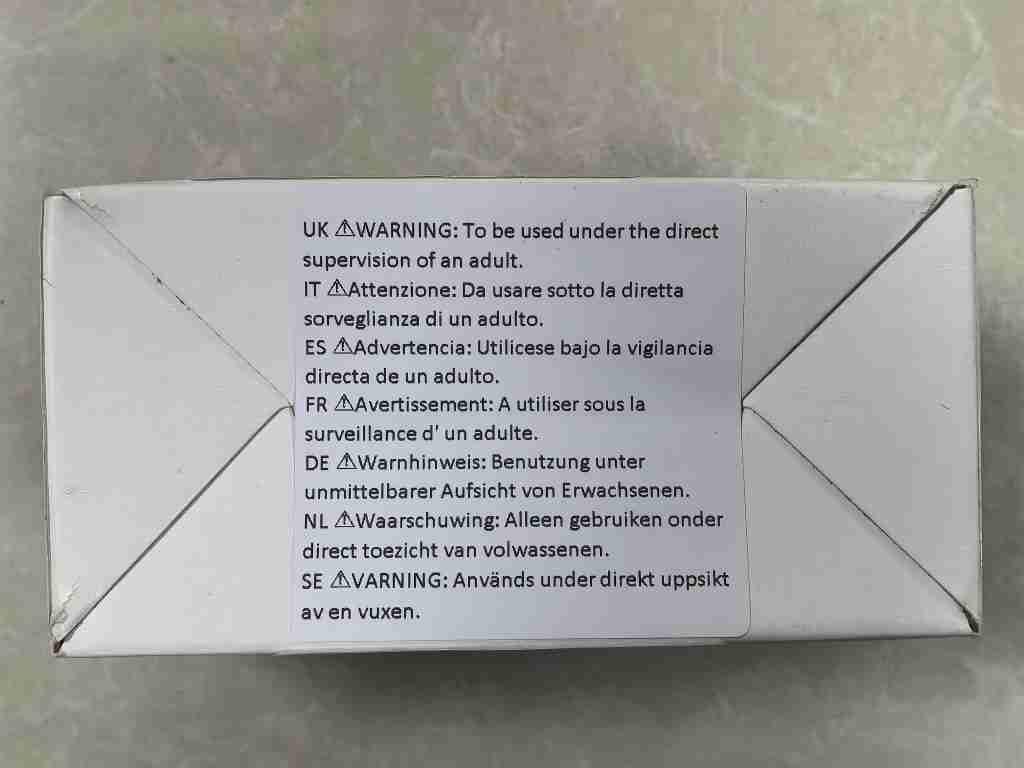 UK ⚠WARNING: To be used under the direct
supervision of an adult.
IT ⚠Attenzione: Da usare sotto la diretta
sorveglianza di un adulto.
ES ⚠Advertencia: Utilicese bajo la vigilancia
directa de un adulto.
FR ⚠Avertissement: A utiliser sous la
surveillance d' un adulte.
DE ⚠Warnhinweis: Benutzung unter
unmittelbarer Aufsicht von Erwachsenen.
NL ⚠Waarschuwing: Alleen gebruiken onder
direct toezicht van volwassenen.
SE ⚠VARNING: Används under direkt uppsikt
av en vuxen.